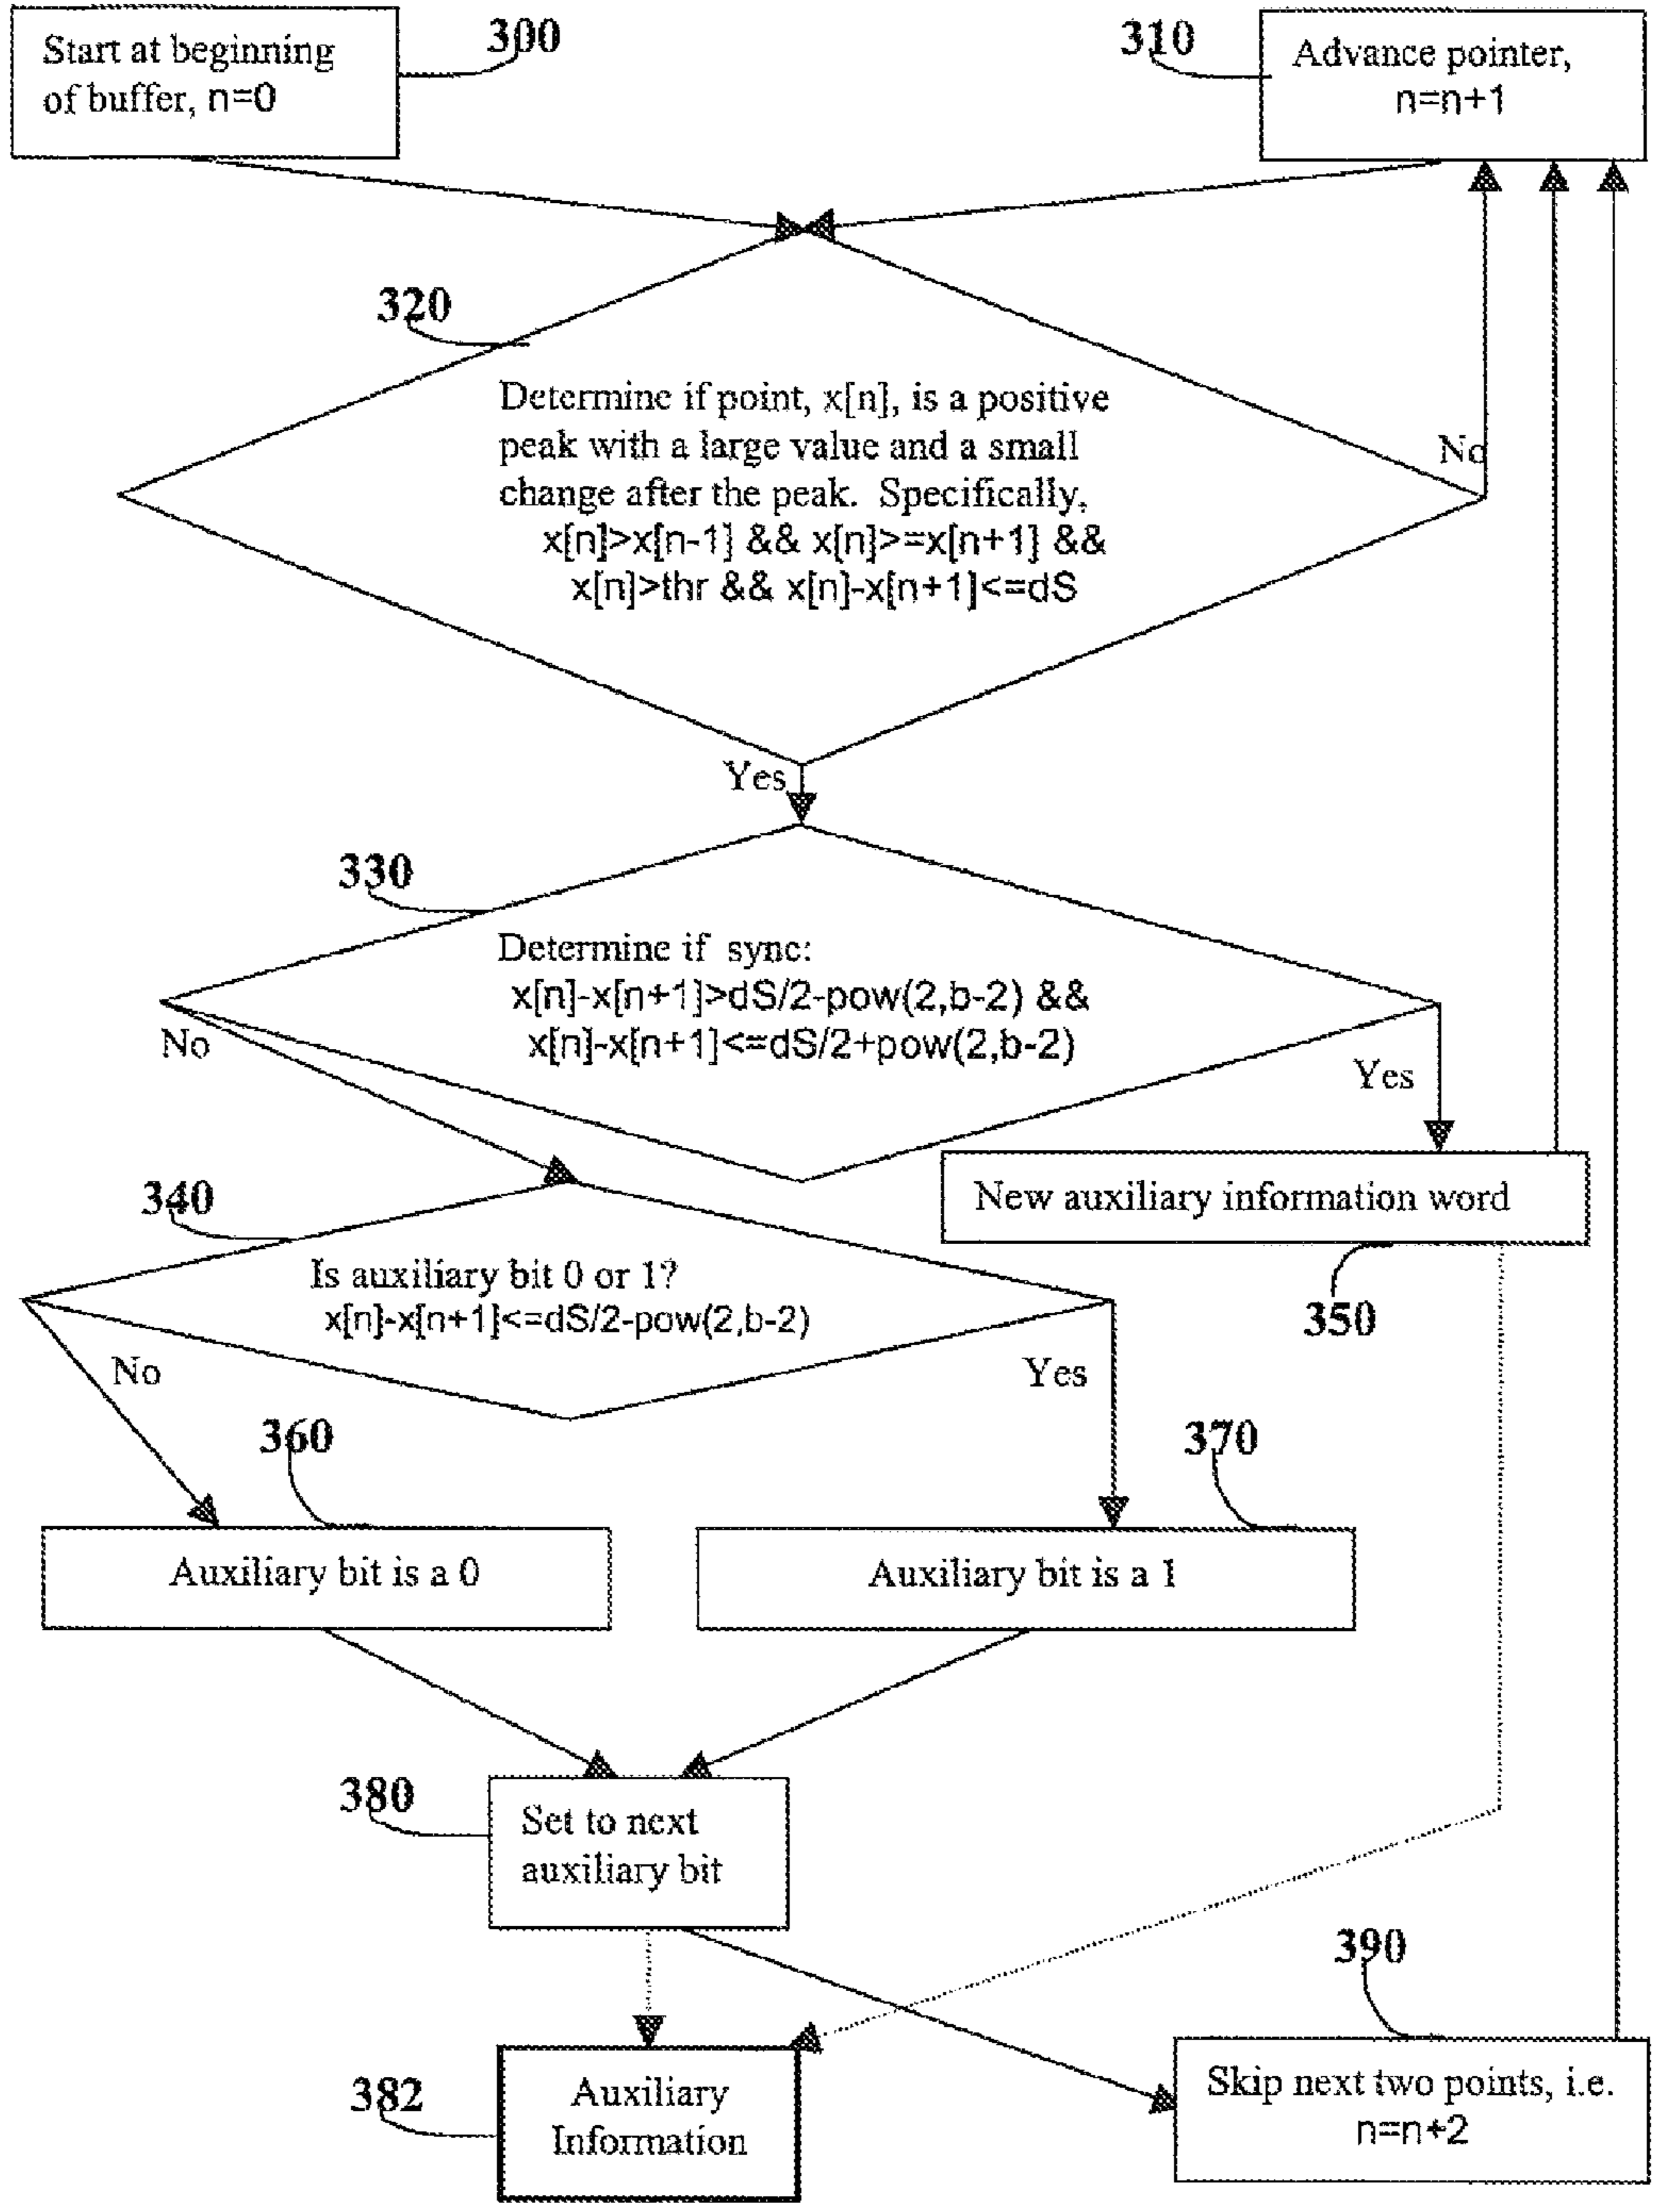 300
310
Start at beginning
of buffer, n=0
Advance pointer,
n=n+1
320
Determine if point, x[n], is a positive
peak with a large value and a small
change after the peak. Specifically,
x[n]>x[n-1] && x[n]>=x[n+1] &&
x[n]>thr && x[n]-x[n+1]<=dS
No
Yes
330
Determine if sync:
x[n]-x[n+1]>dS/2-pow(2,b-2) &&
x[n]-x[n+1]<=dS/2+pow(2,b-2)
No
Yes
340
New auxiliary information word
350
Is auxiliary bit 0 or 1?
x[n]-x[n+1]<=dS/2-pow(2,b-2)
No
Yes
360
370
Auxiliary bit is a 0
Auxiliary bit is a 1
380
Set to next
auxiliary bit
390
382
Auxiliary
Information
Skip next two points, i.e.
n=n+2